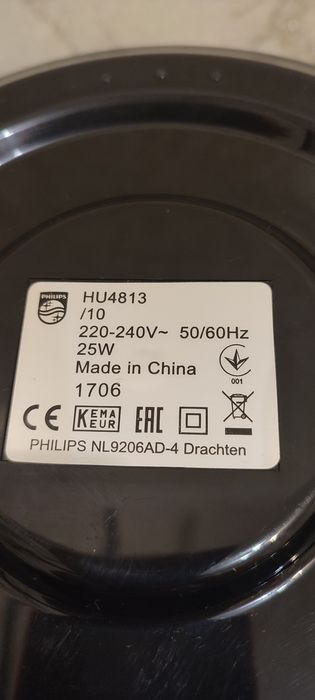 PHILIPS
HU4813
/10
220-240V~ 50/60Hz
25W
Made in China
001
1706
CE KEMA KEUR EAC
PHILIPS NL9206AD-4 Drachten